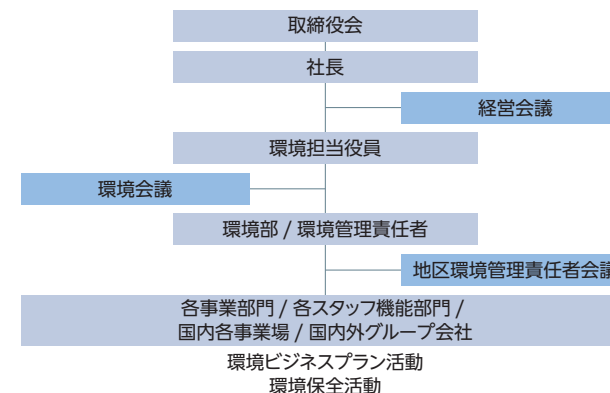 取締役会
社長
経営会議
環境担当役員
環境会議
環境部 / 環境管理責任者
地区環境管理責任者会議
各事業部門 / 各スタッフ機能部門 /
国内各事業場 / 国内外グループ会社
環境ビジネスプラン活動
環境保全活動